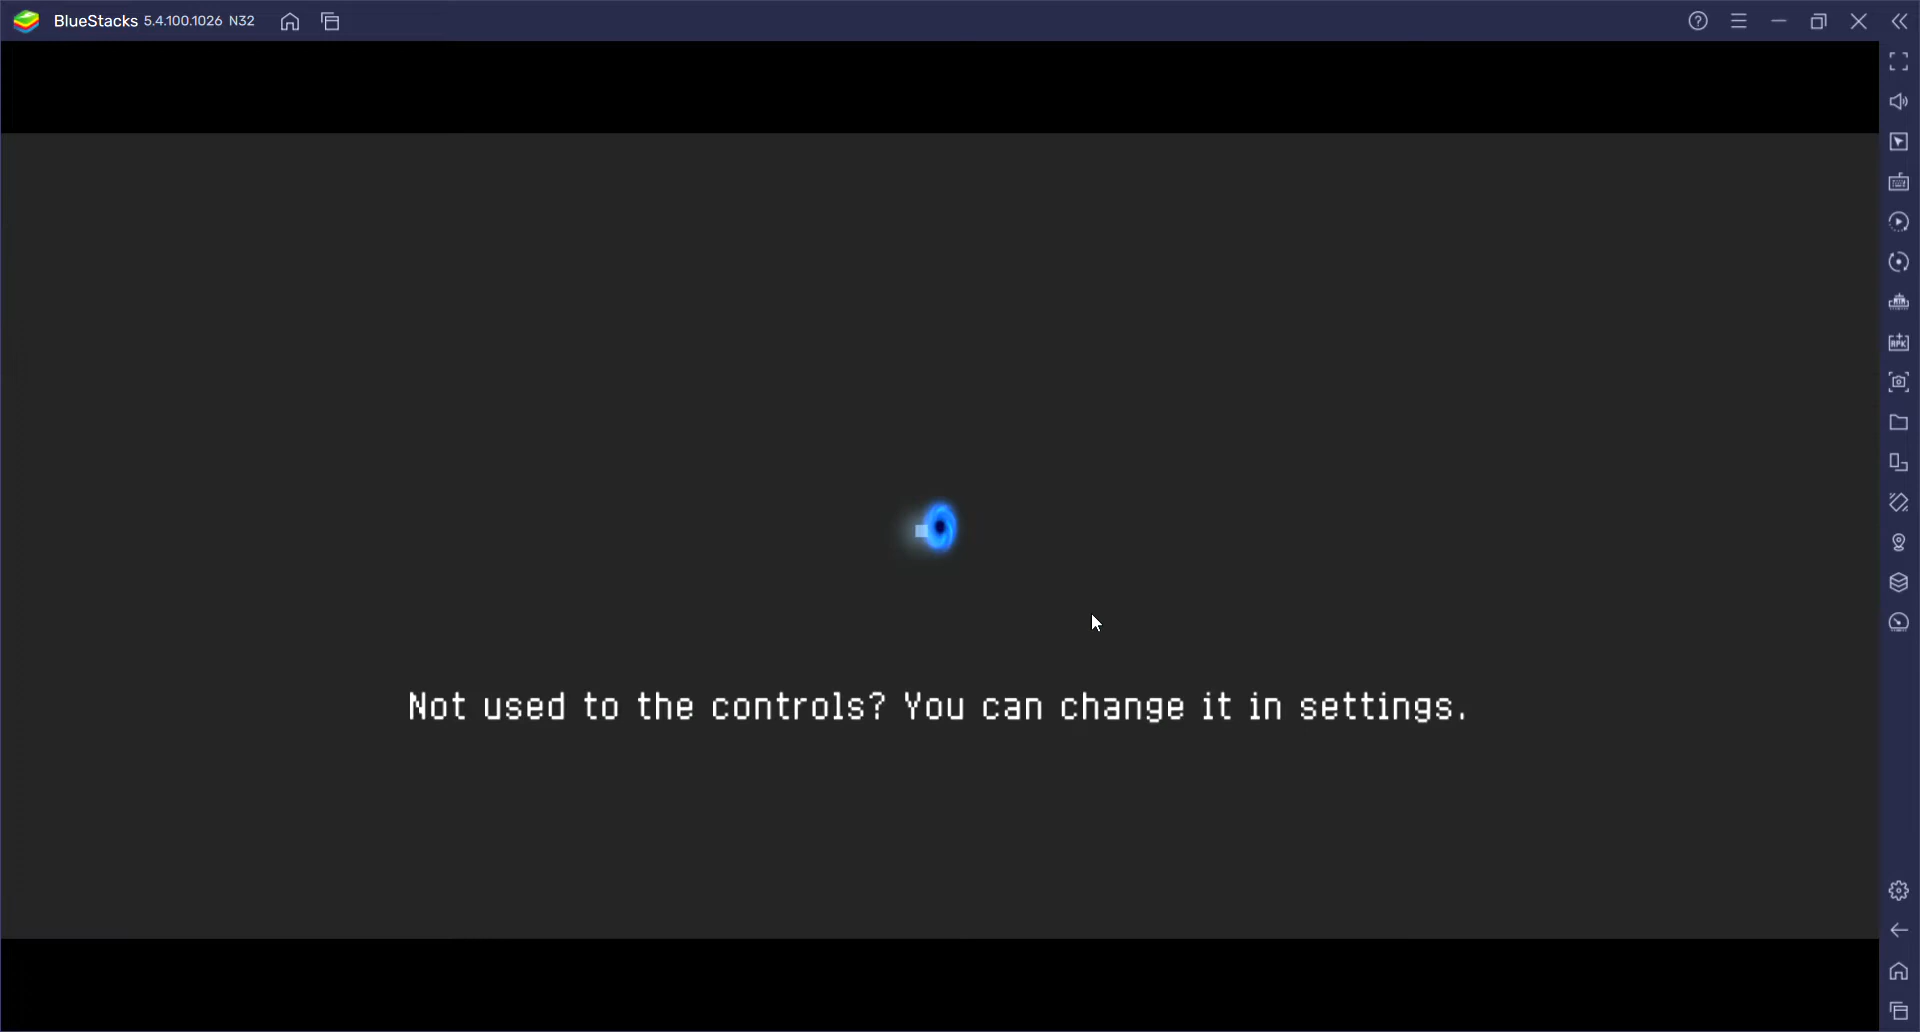 BlueStacks 5.4.100.1026 N32
Not used to the controls? You can change it in settings.